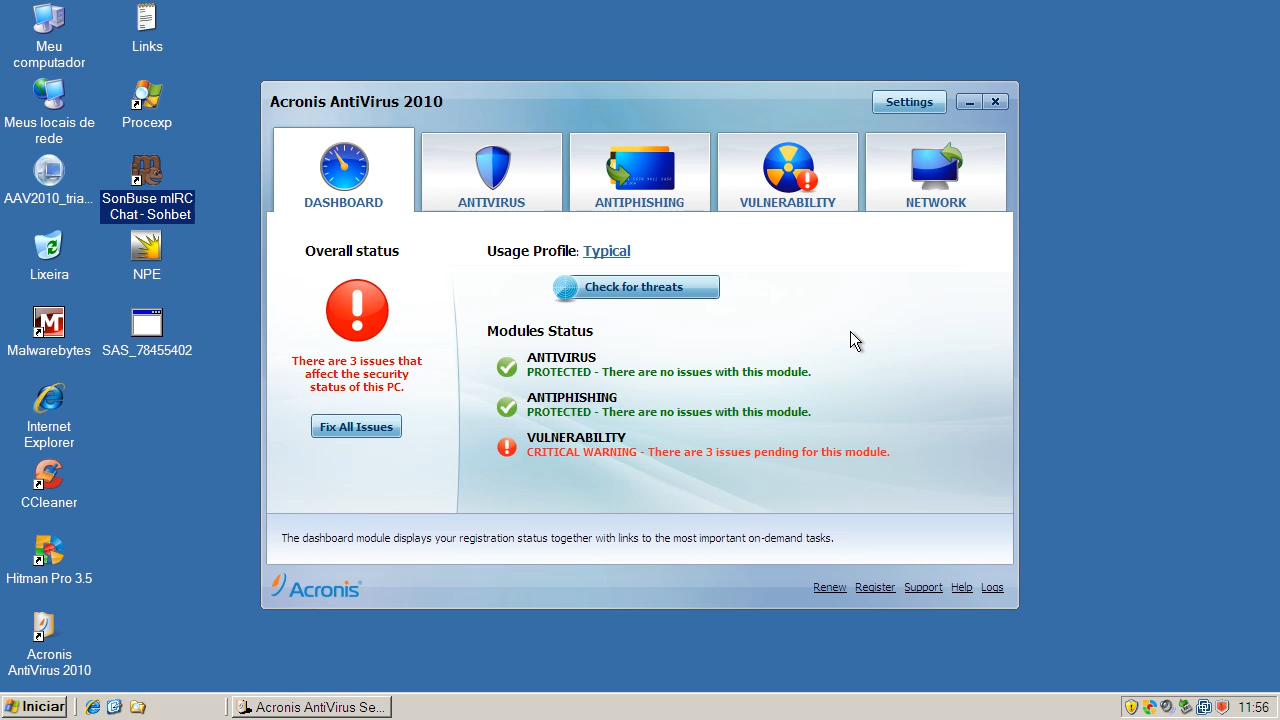 Meu
computador
Links
Meus locais de
rede
Procexp
AAV2010_tria...
SonBuse mIRC
Chat - Sohbet
Lixeira
NPE
Malwarebytes
SAS_78455402
Internet
Explorer
CCleaner
Hitman Pro 3.5
Acronis
AntiVirus 2010
Acronis AntiVirus 2010
Settings
DASHBOARD
ANTIVIRUS
ANTIPHISHING
VULNERABILITY
NETWORK
Overall status
There are 3 issues that
affect the security
status of this PC.
Fix All Issues
Usage Profile: Typical
Check for threats
Modules Status
ANTIVIRUS
PROTECTED - There are no issues with this module.
ANTIPHISHING
PROTECTED - There are no issues with this module.
VULNERABILITY
CRITICAL WARNING - There are 3 issues pending for this module.
The dashboard module displays your registration status together with links to the most important on-demand tasks.
Acronis
Renew Register Support Help Logs
Iniciar
Acronis AntiVirus Se...
11:56